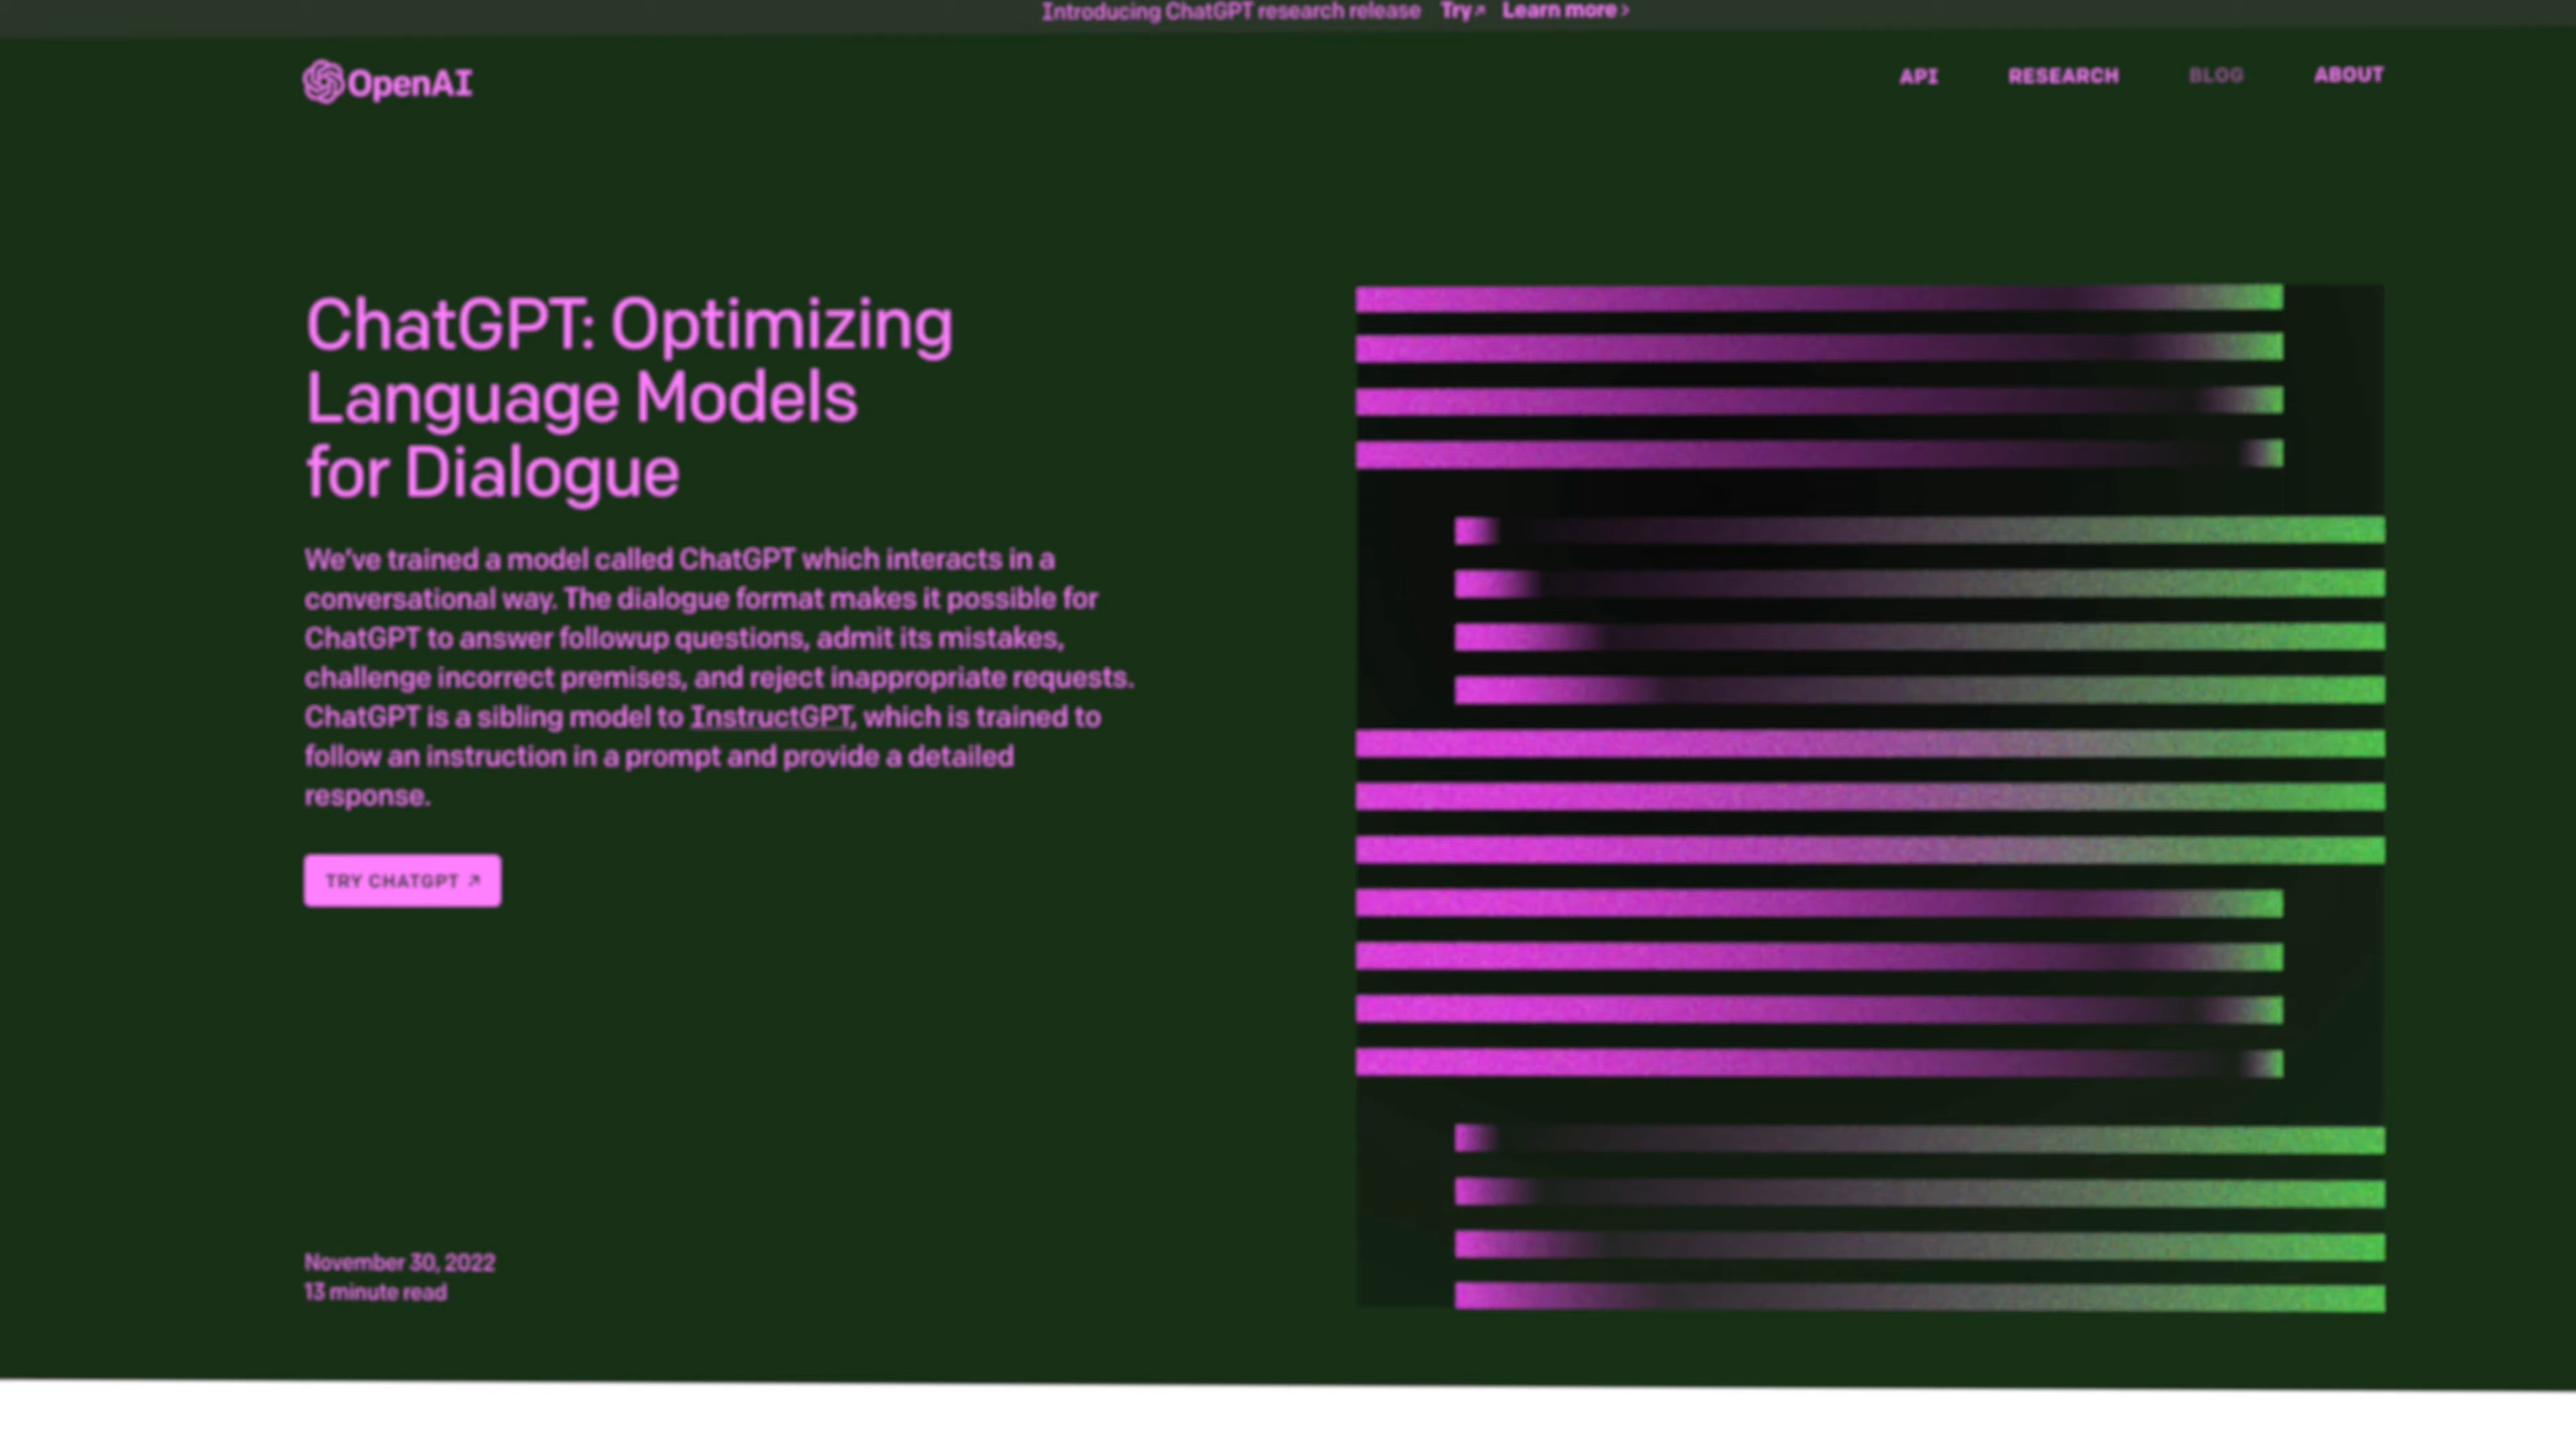 Introducing ChatGPT research release Try↗ Learn more ›
OpenAI
API RESEARCH BLOG ABOUT
ChatGPT: Optimizing
Language Models
for Dialogue
We've trained a model called ChatGPT which interacts in a
conversational way. The dialogue format makes it possible for
ChatGPT to answer followup questions, admit its mistakes,
challenge incorrect premises, and reject inappropriate requests.
ChatGPT is a sibling model to InstructGPT, which is trained to
follow an instruction in a prompt and provide a detailed
response.
TRY CHATGPT ↗
November 30, 2022
13 minute read